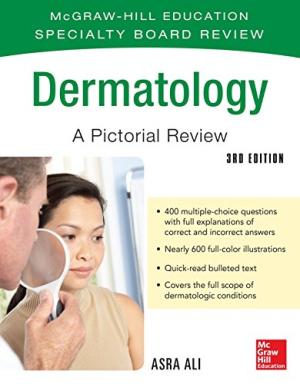 McGRAW-HILL EDUCATION
SPECIALTY BOARD REVIEW
Dermatology
A Pictorial Review
3RD EDITION
• 400 multiple-choice questions
with full explanations of
correct and incorrect answers
• Nearly 600 full-color illustrations
• Quick-read bulleted text
• Covers the full scope of
dermatologic conditions
ASRA ALI
Mc
Graw
Hill
Education